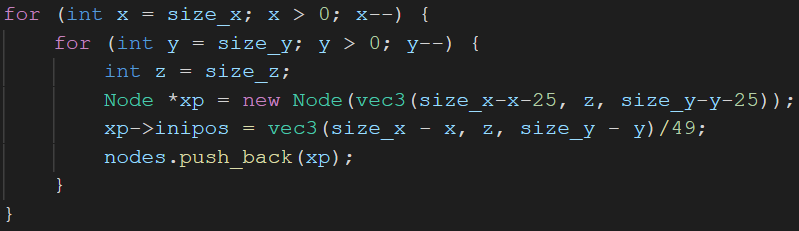 for (int x = size_x; x > 0; x--) {
    for (int y = size_y; y > 0; y--) {
        int z = size_z;
        Node *xp = new Node(vec3(size_x-x-25, z, size_y-y-25));
        xp->inipos = vec3(size_x - x, z, size_y - y)/49;
        nodes.push_back(xp);
    }
}